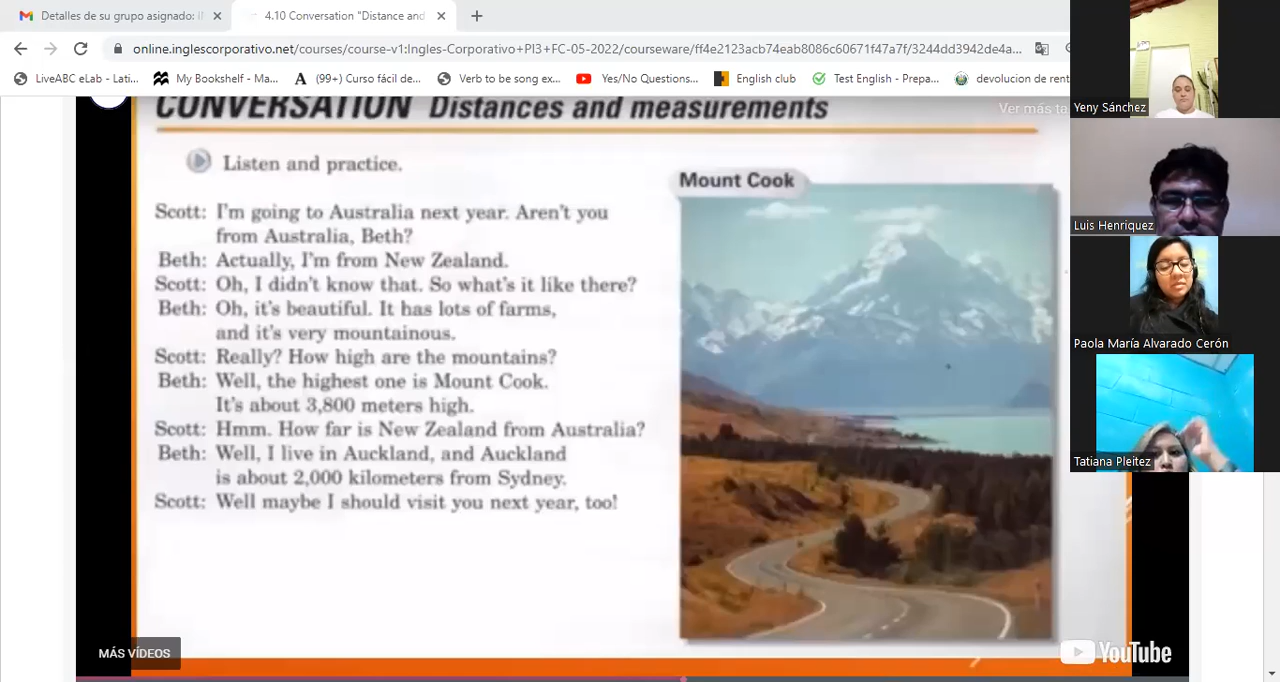 Detalles de su grupo asignado: I
4.10 Conversation "Distance and
online.inglescorporativo.net/courses/course-v1:Ingles-Corporativo+PI3+FC-05-2022/courseware/ff4e2123acb74eab8086c60671f47a7f/3244dd3942de4a...
LiveABC eLab - Lati...
My Bookshelf - Ma...
(99+) Curso fácil de...
Verb to be song ex...
Yes/No Questions...
English club
Test English - Prepa...
devolucion de rent
CONVERSATION Distances and measurements
Ver más ta
Listen and practice.
Mount Cook
Scott: I'm going to Australia next year. Aren't you
from Australia, Beth?
Beth: Actually, I'm from New Zealand.
Scott: Oh, I didn't know that. So what's it like there?
Beth: Oh, it's beautiful. It has lots of farms,
and it's very mountainous.
Scott: Really? How high are the mountains?
Beth: Well, the highest one is Mount Cook.
It's about 3,800 meters high.
Scott: Hmm. How far is New Zealand from Australia?
Beth: Well, I live in Auckland, and Auckland
is about 2,000 kilometers from Sydney.
Scott: Well maybe I should visit you next year, too!
MÁS VÍDEOS
YouTube
Yeny Sánchez
Luis Henriquez
Paola María Alvarado Cerón
Tatiana Pleitez